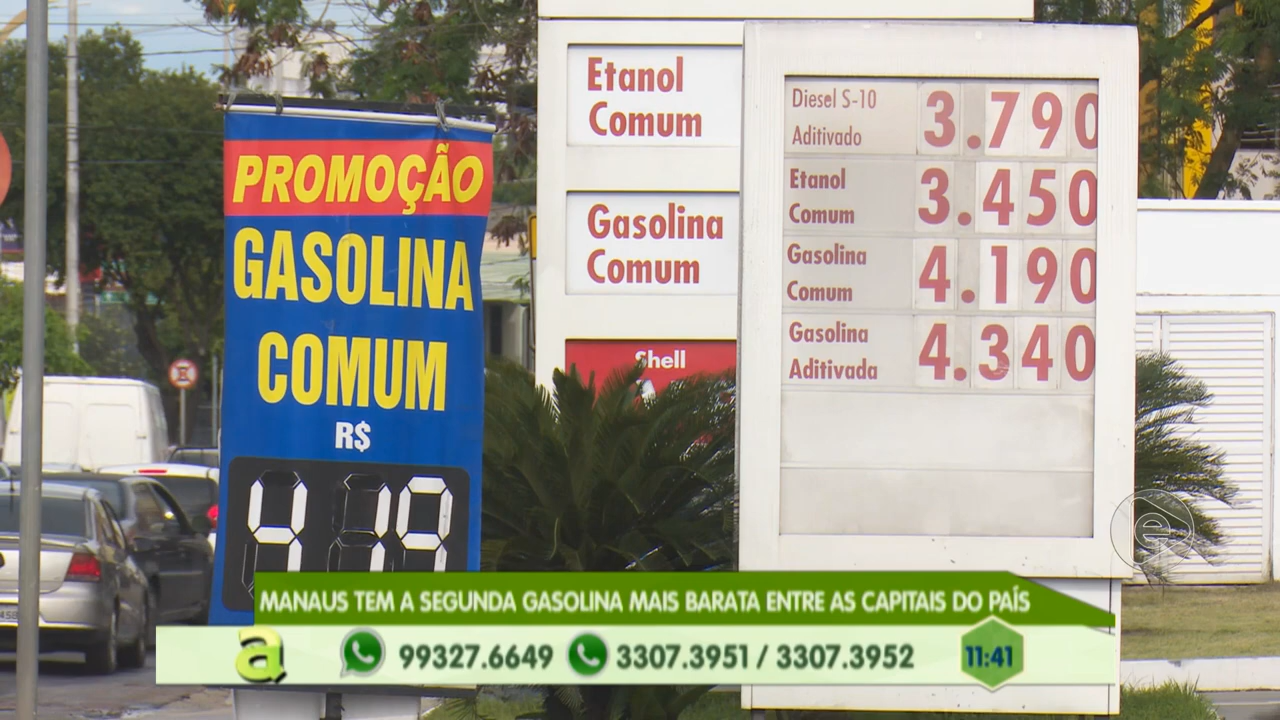 PROMOÇÃO
GASOLINA
COMUM
R$
4.19
Etanol
Comum
Gasolina
Comum
Shell
Diesel S-10
Aditivado
3.790
Etanol
Comum
3.450
Gasolina
Comum
4.190
Gasolina
Aditivada
4.340
e
MANAUS TEM A SEGUNDA GASOLINA MAIS BARATA ENTRE AS CAPITAIS DO PAÍS
a 99327.6649 3307.3951 / 3307.3952 11:41